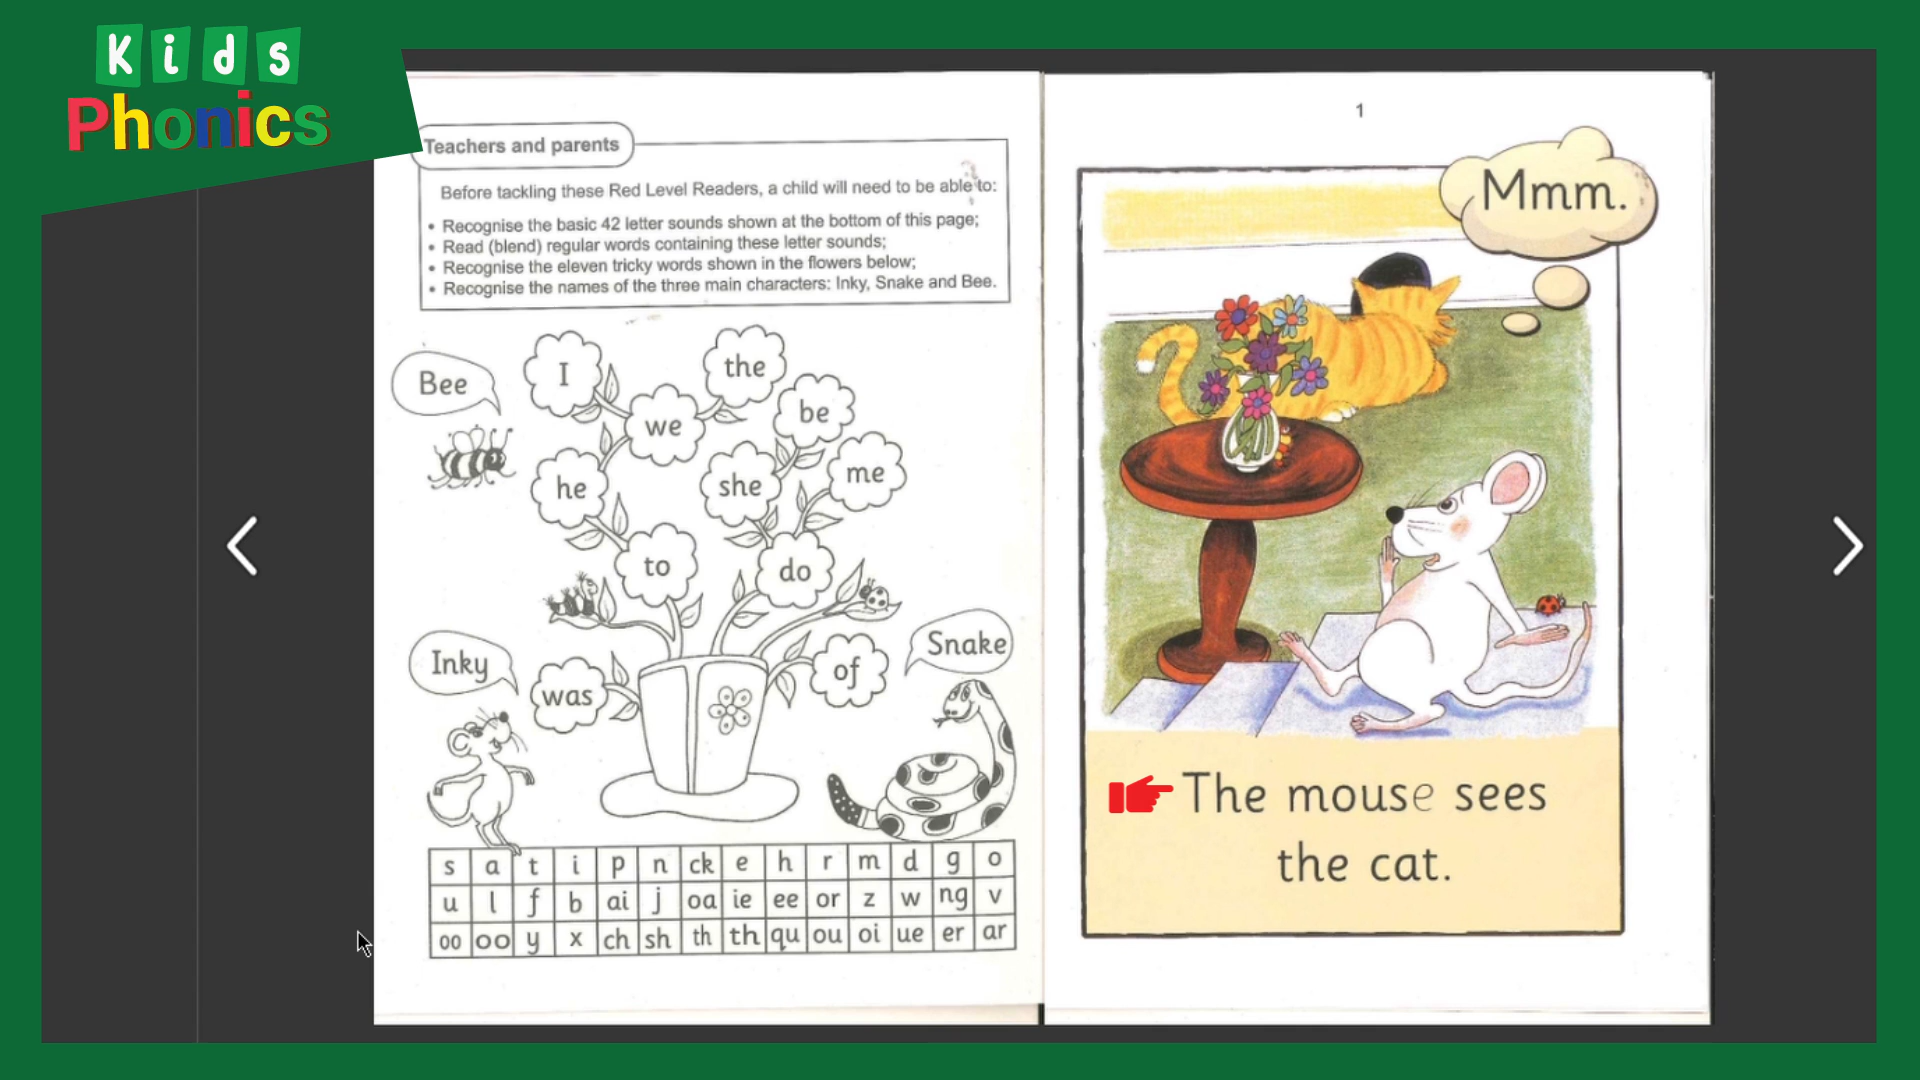 Kids
Phonics
Teachers and parents
Before tackling these Red Level Readers, a child will need to be able to:
• Recognise the basic 42 letter sounds shown at the bottom of this page;
• Read (blend) regular words containing these letter sounds;
• Recognise the eleven tricky words shown in the flowers below;
• Recognise the names of the three main characters: Inky, Snake and Bee.
Bee
I
the
we
be
he
she
me
to
do
Inky
was
of
Snake
s a t i p n ck e h r m d g o
u l f b ai j oa ie ee or z w ng v
oo oo y x ch sh th th qu ou oi ue er ar
1
Mmm.
The mouse sees
the cat.